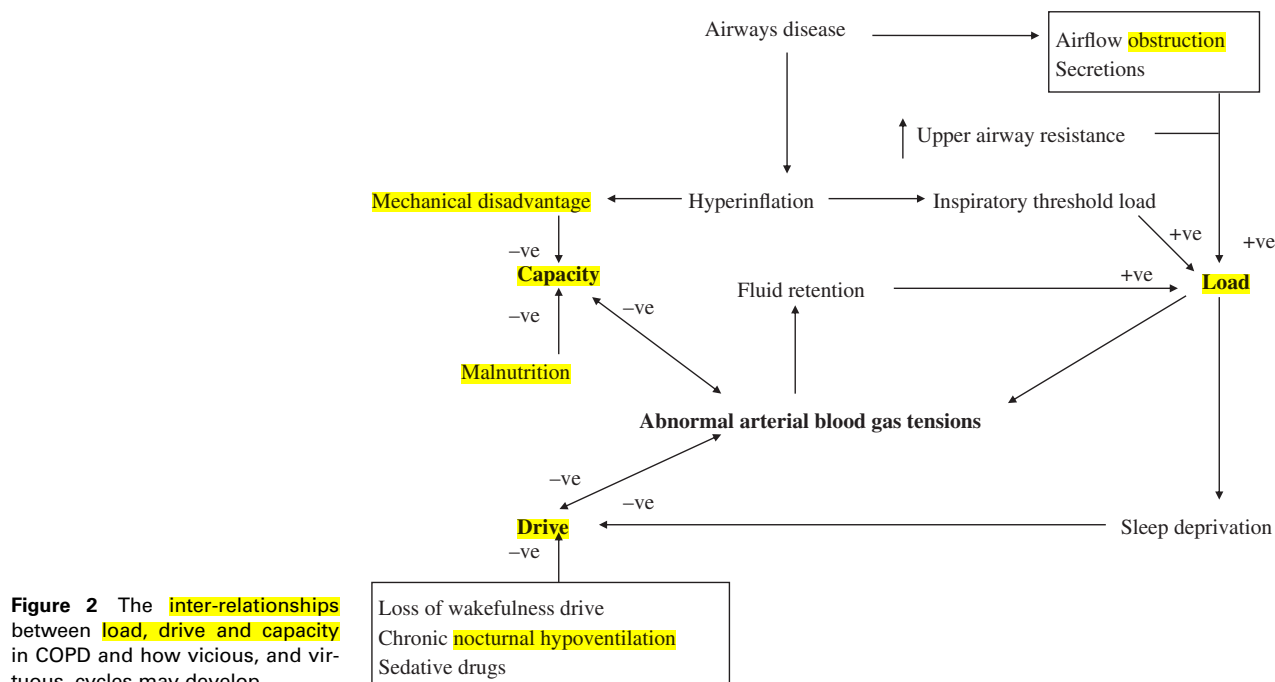 Airways disease
Airflow obstruction
Secretions
Upper airway resistance
Mechanical disadvantage
Hyperinflation
Inspiratory threshold load
+ve
+ve
–ve
Capacity
Fluid retention
+ve
Load
–ve
–ve
Malnutrition
Abnormal arterial blood gas tensions
–ve
–ve
Drive
Sleep deprivation
–ve
Loss of wakefulness drive
Chronic nocturnal hypoventilation
Sedative drugs
Figure 2 The inter-relationships
between load, drive and capacity
in COPD and how vicious, and vir-
tuous, cycles may develop